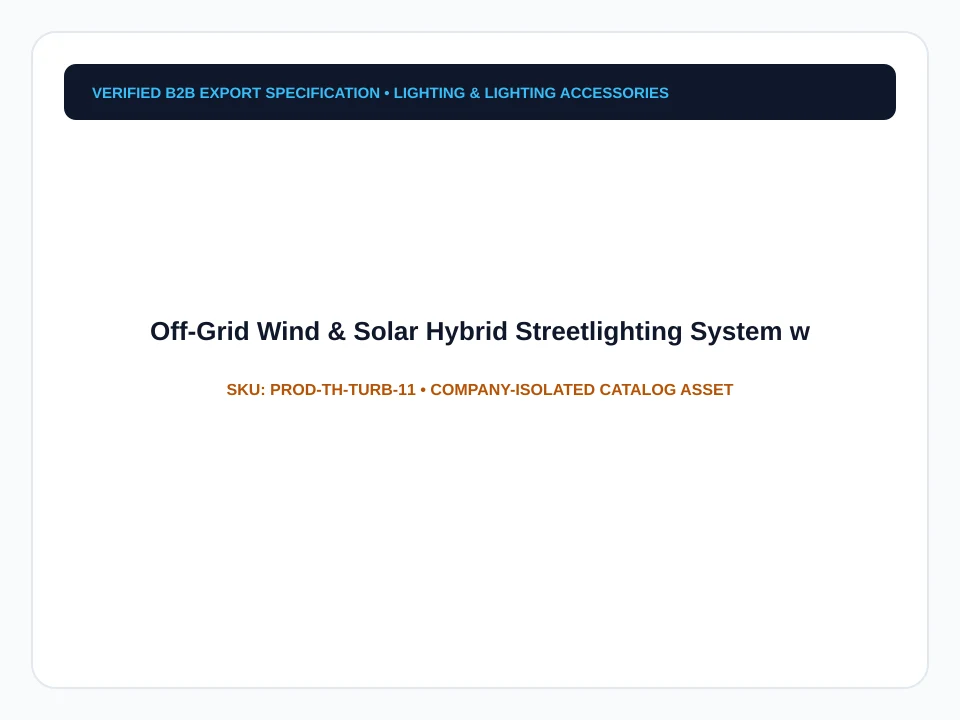 VERIFIED B2B EXPORT SPECIFICATION • LIGHTING & LIGHTING ACCESSORIES
Off-Grid Wind & Solar Hybrid Streetlighting System w
SKU: PROD-TH-TURB-11 • COMPANY-ISOLATED CATALOG ASSET